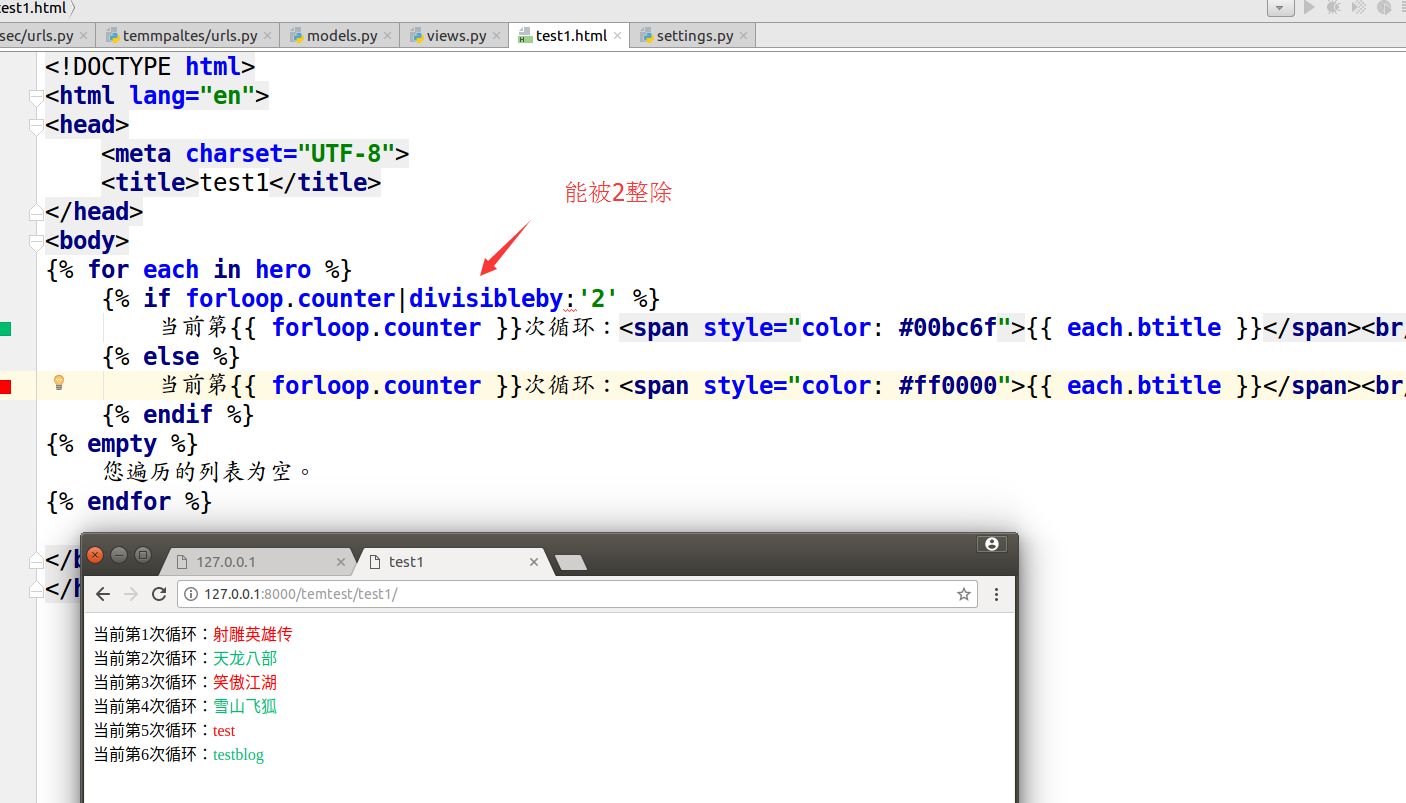 test1.html
sec/urls.py
temmpaltes/urls.py
models.py
views.py
test1.html
settings.py
<!DOCTYPE html>
<html lang="en">
<head>
<meta charset="UTF-8">
<title>test1</title>
能被2整除
</head>
<body>
{% for each in hero %}
{% if forloop.counter|divisibleby:'2' %}
当前第{{ forloop.counter }}次循环：<span style="color: #00bc6f">{{ each.btitle }}</span><br/
{% else %}
当前第{{ forloop.counter }}次循环：<span style="color: #ff0000">{{ each.btitle }}</span><br/
{% endif %}
{% empty %}
您遍历的列表为空。
{% endfor %}
</b
</h
127.0.0.1
test1
127.0.0.1:8000/temtest/test1/
当前第1次循环：射雕英雄传
当前第2次循环：天龙八部
当前第3次循环：笑傲江湖
当前第4次循环：雪山飞狐
当前第5次循环：test
当前第6次循环：testblog